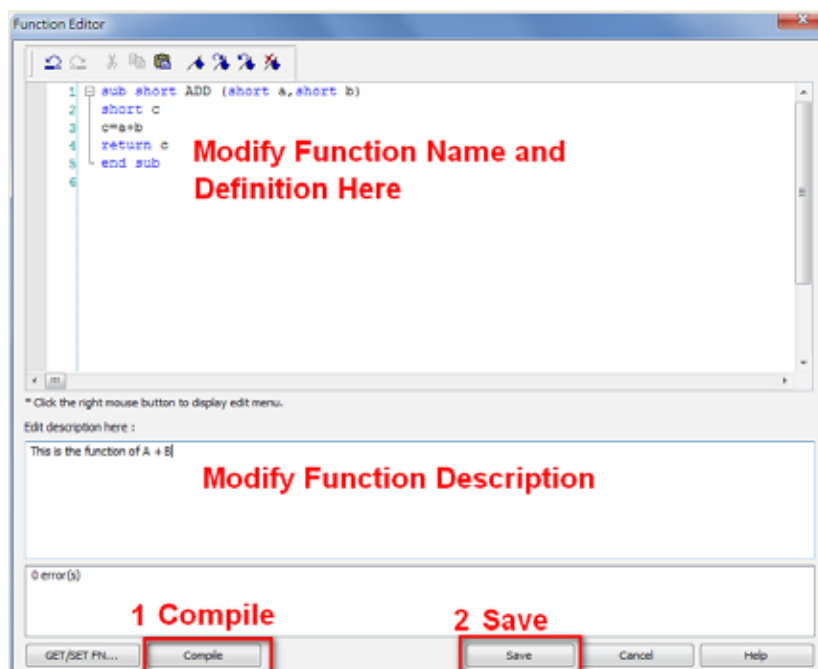 Function Editor
1 sub short ADD (short a,short b)
2 short c
3 c=a+b
4 return c
5 end sub
6
Modify Function Name and
Definition Here
* Click the right mouse button to display edit menu.
Edit description here :
This is the function of A + B
Modify Function Description
0 error(s)
1 Compile
2 Save
GET/SET FN... Compile Save Cancel Help